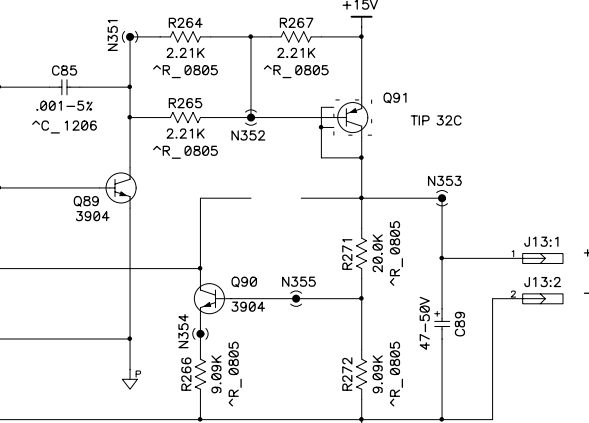 +15V
N351
R264
2.21K
^R_0805
R267
2.21K
^R_0805
C85
.001-5%
^C_1206
R265
2.21K
^R_0805
N352
Q91
TIP 32C
Q89
3904
N353
R271
20.0K
^R_0805
J13:1
1
+
J13:2
2
-
Q90
3904
N355
N354
47-50V
+
C89
R266
9.09K
^R_0805
R272
9.09K
^R_0805
P